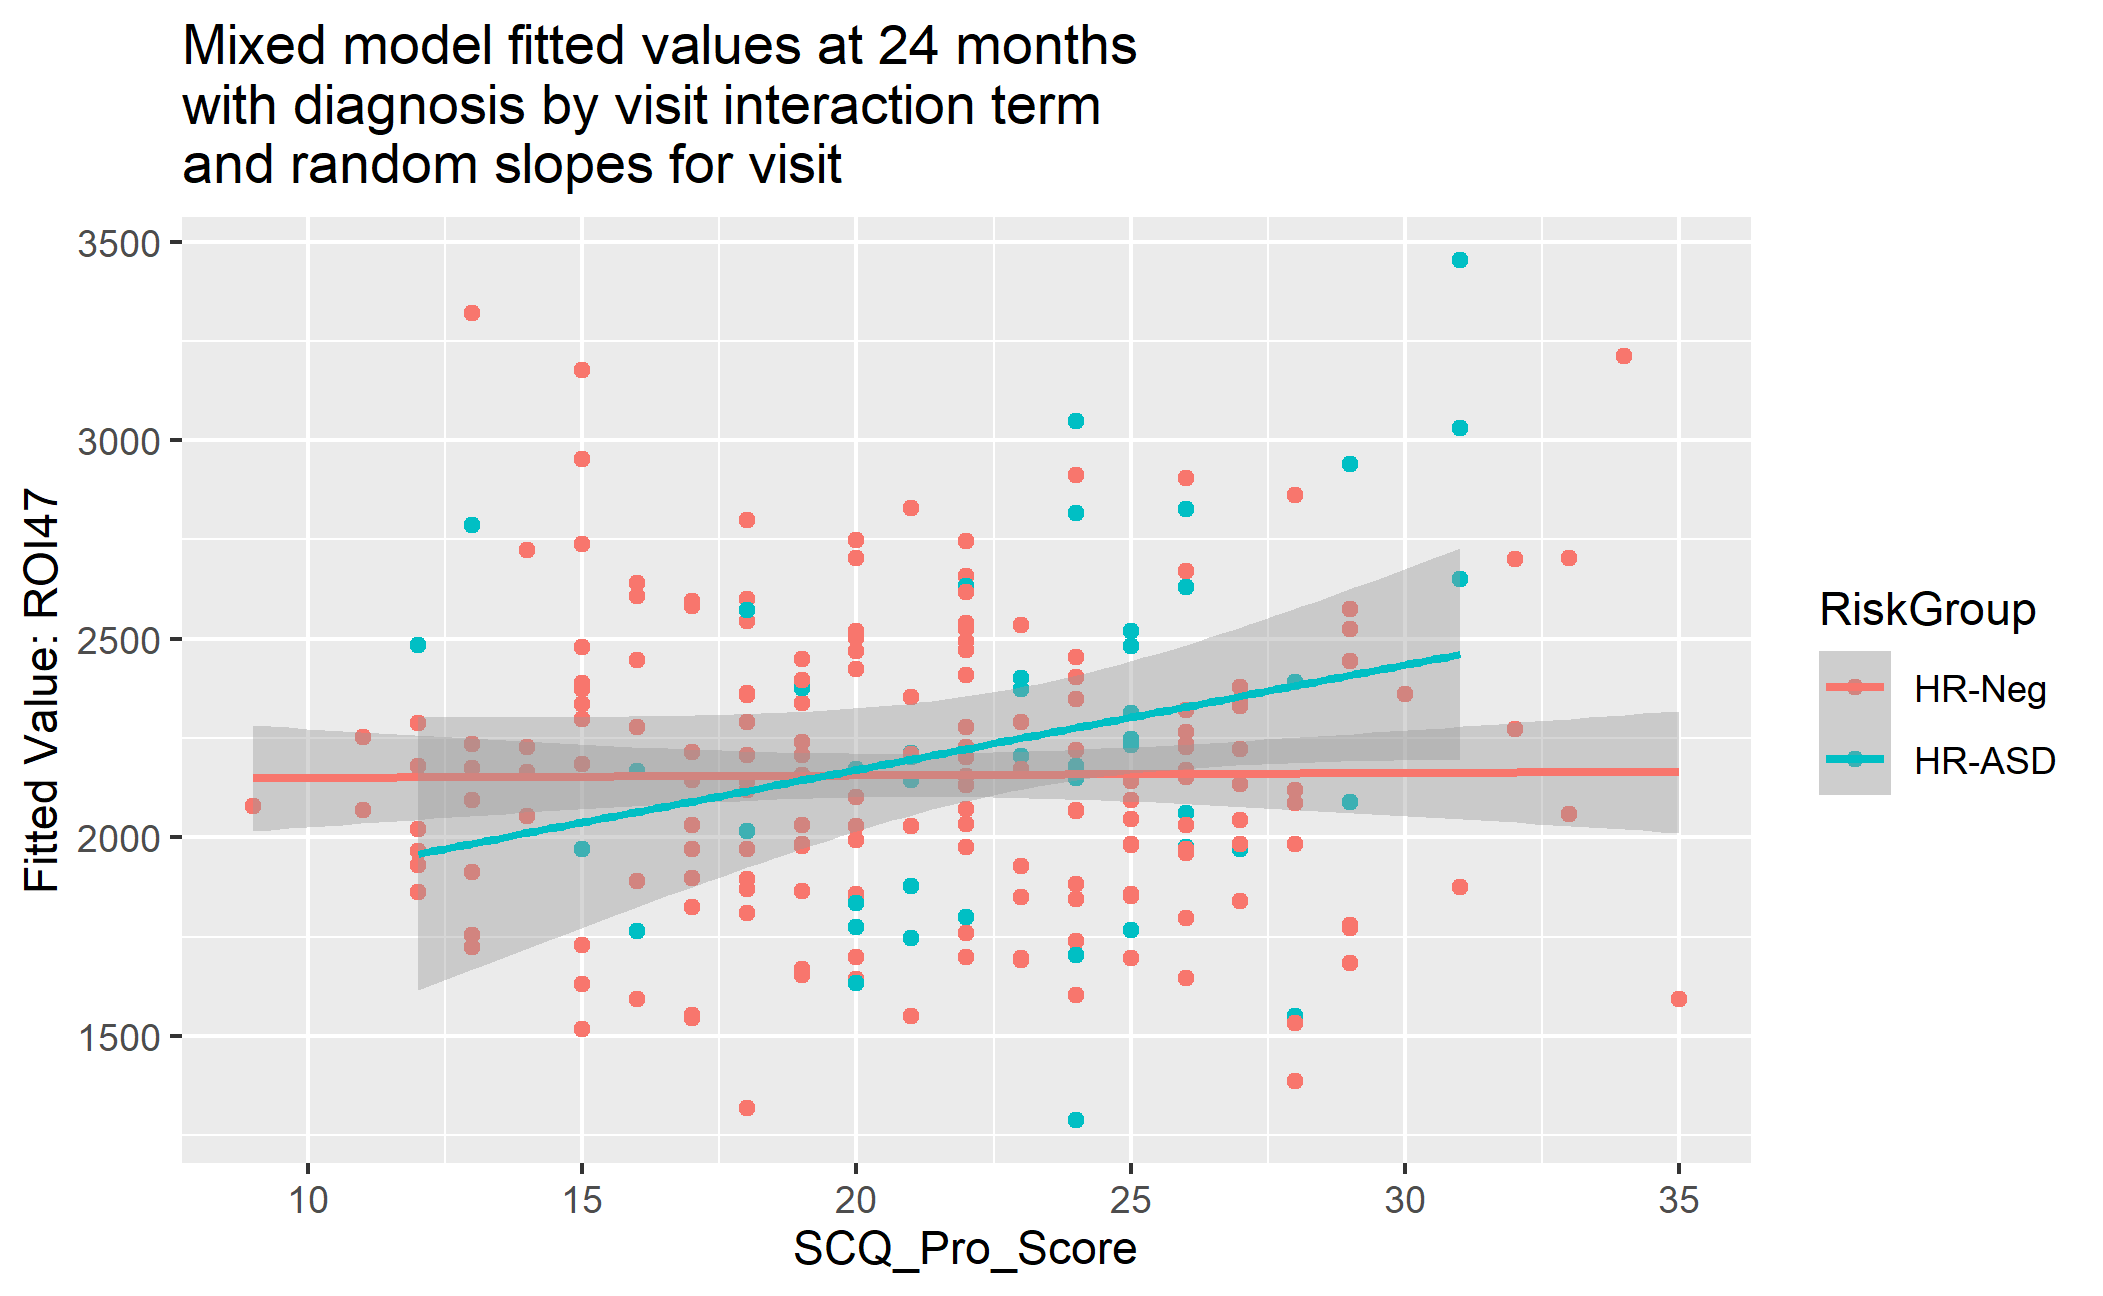 Mixed model fitted values at 24 months
with diagnosis by visit interaction term
and random slopes for visit
Fitted Value: ROI47
3500
3000
2500
2000
1500
10 15 20 25 30 35
SCQ_Pro_Score
RiskGroup
HR-Neg
HR-ASD